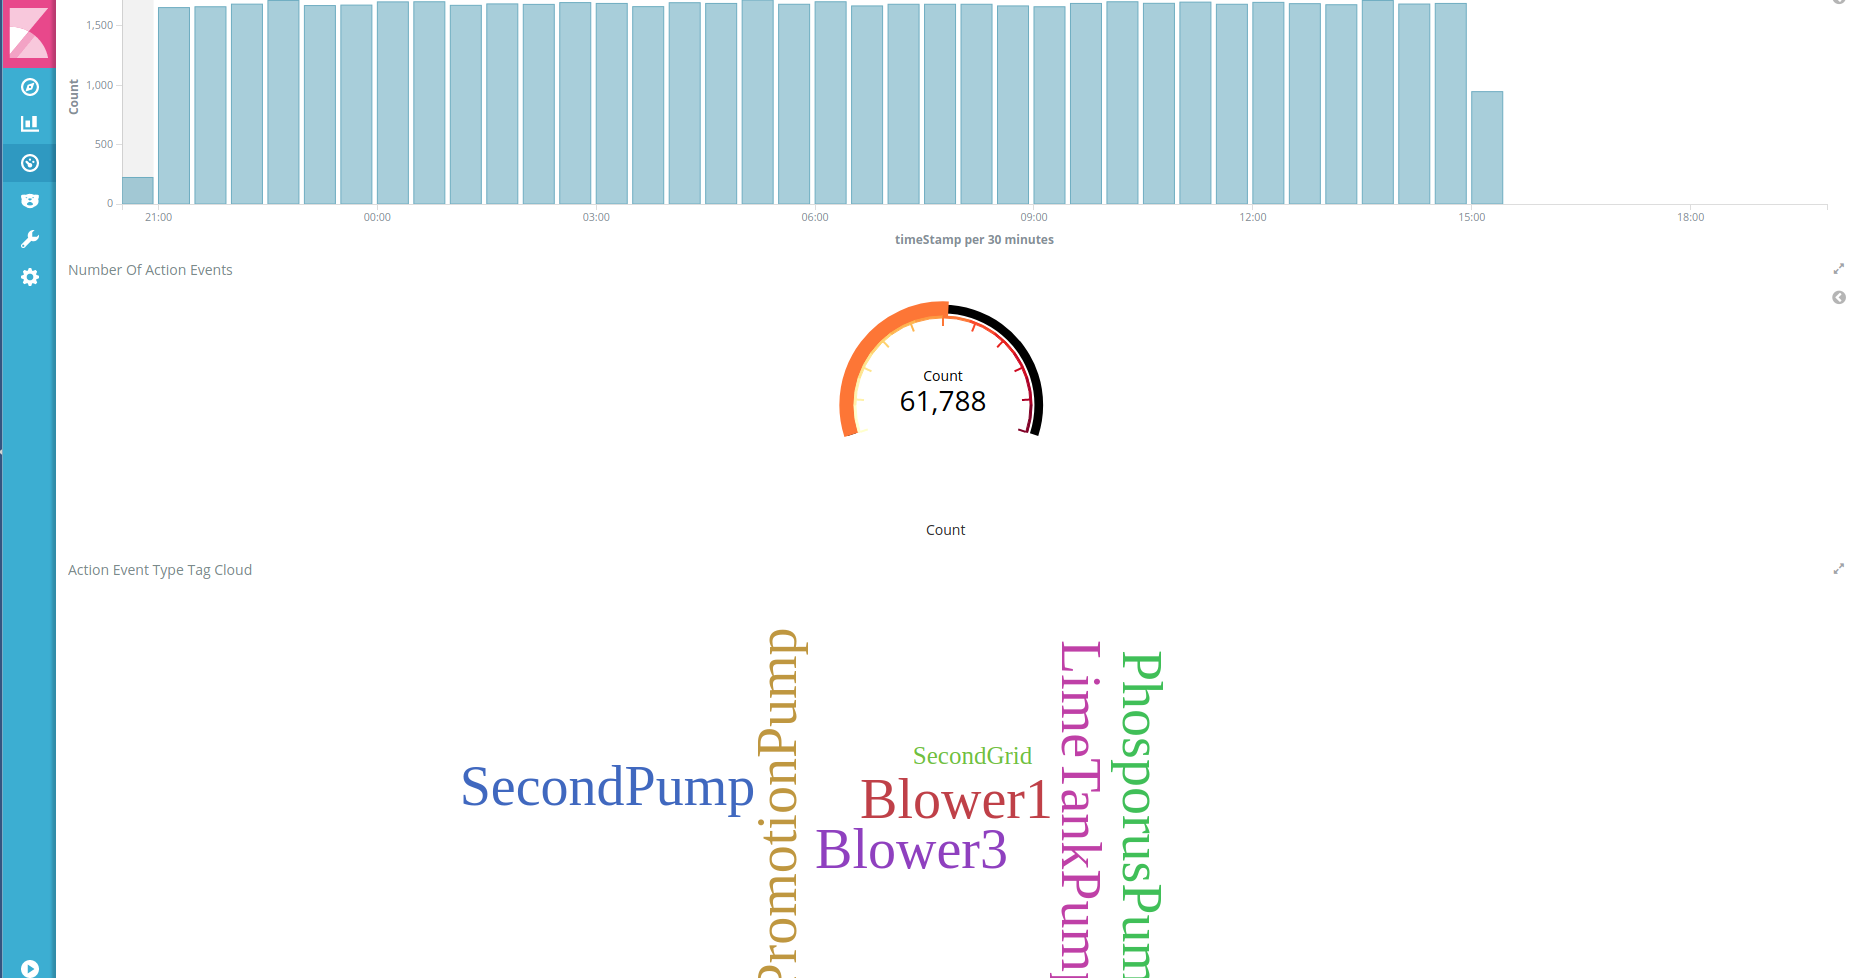 1,500
1,000
500
0
Count
21:00 00:00 03:00 06:00 09:00 12:00 15:00 18:00
timeStamp per 30 minutes
Number Of Action Events
Count
61,788
Count
Action Event Type Tag Cloud
SecondPump
PromotionPump
SecondGrid
Blower1
Blower3
LimeTankPum
PhosporusPum